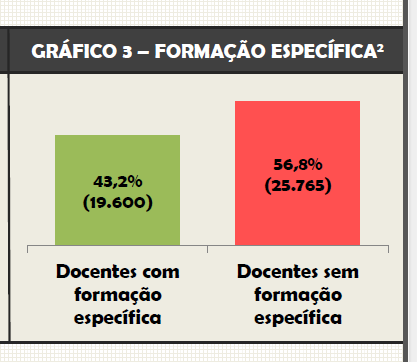 GRÁFICO 3 – FORMAÇÃO ESPECÍFICA²
43,2%
(19.600)
56,8%
(25.765)
Docentes com
formação
específica
Docentes sem
formação
específica